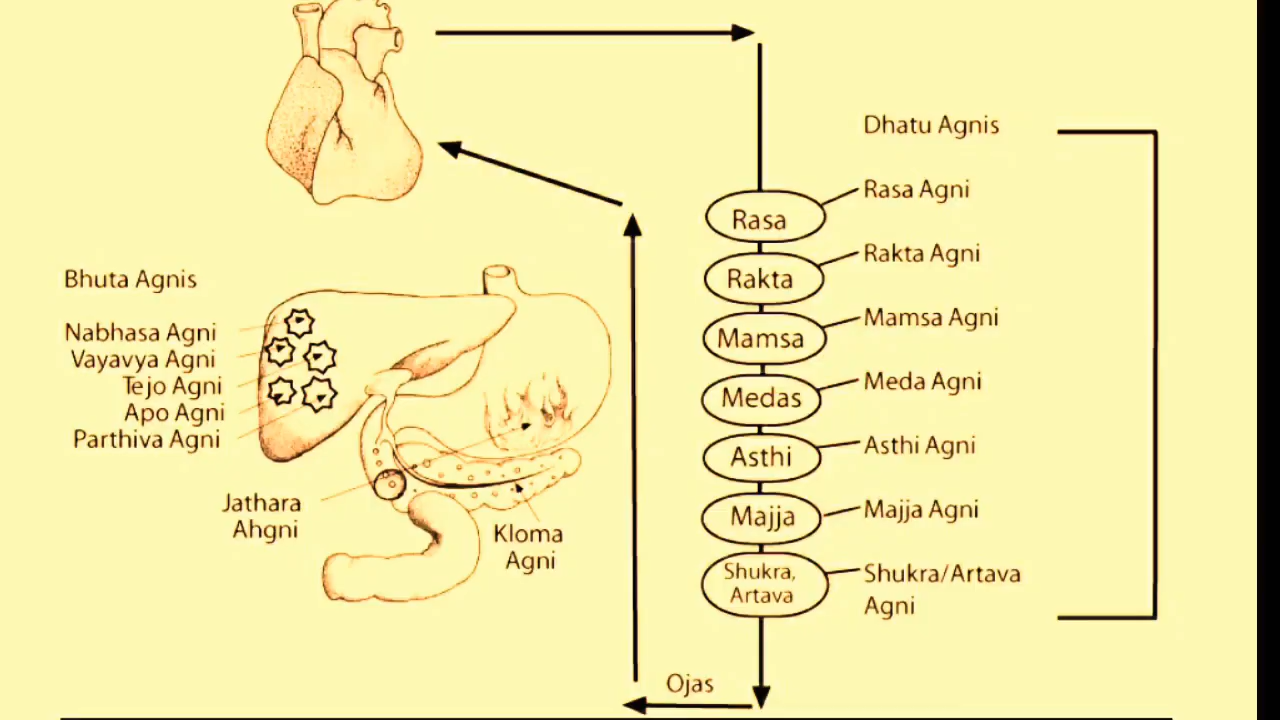 Dhatu Agnis
Rasa Agni
Rasa
Rakta Agni
Rakta
Mamsa Agni
Mamsa
Meda Agni
Medas
Asthi Agni
Asthi
Majja Agni
Majja
Shukra/Artava
Agni
Shukra,
Artava
Bhuta Agnis
Nabhasa Agni
Vayavya Agni
Tejo Agni
Apo Agni
Parthiva Agni
Jathara
Ahgni
Kloma
Agni
Ojas